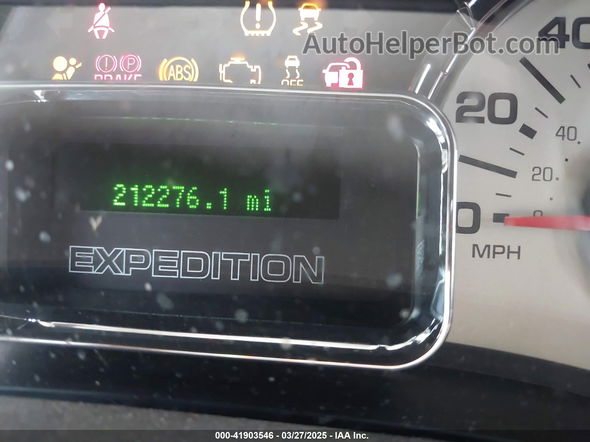 AutoHelperBot.com
40
BRAKE
ABS
OFF
20
40
20
212276.1 mi
0
0
EXPEDITION
MPH
000-41903546 - 03/27/2025 - IAA Inc.